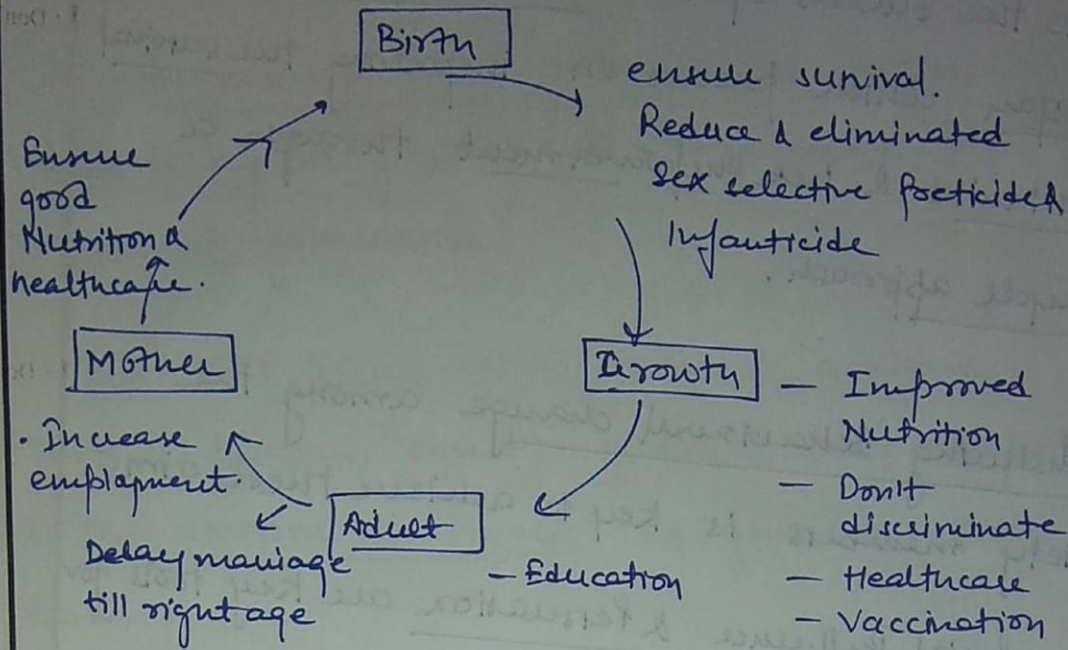 Birth
ensure survival.
Reduce & eliminated
sex selective foeticide &
Infanticide
Ensure
good
Nutrition &
healthcare.
Mother
Growth
— Improved
Nutrition
— Don't
discriminate
— Healthcare
— Vaccination
. Increase
employment.
Adult
Delay marriage
till right age
— Education